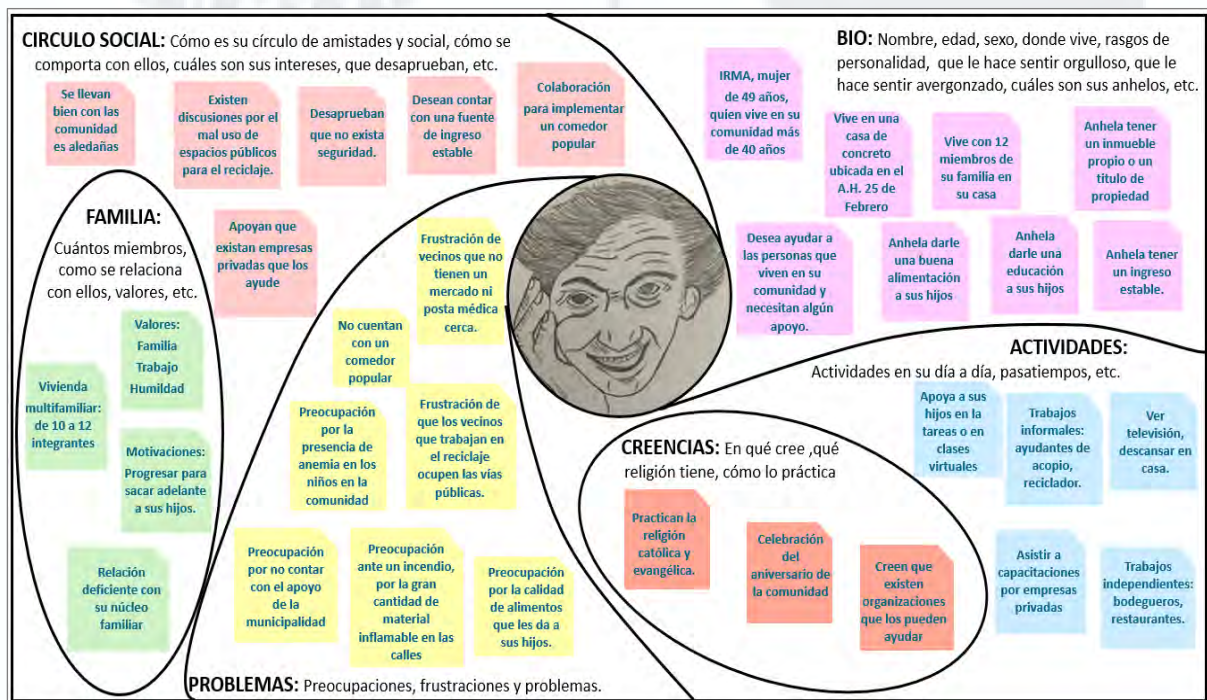 CIRCULO SOCIAL: Cómo es su círculo de amistades y social, cómo se
comporta con ellos, cuáles son sus intereses, que desaprueban, etc.
Se llevan
bien con las
comunidad
es aledañas
Existen
discusiones por el
mal uso de
espacios públicos
para el reciclaje.
Desaprueban
que no exista
seguridad.
Desean contar
con una fuente
de ingreso
estable
Colaboración
para implementar
un comedor
popular
Apoyan que
existan empresas
privadas que los
ayude
BIO: Nombre, edad, sexo, donde vive, rasgos de
personalidad, que le hace sentir orgulloso, que le
hace sentir avergonzado, cuáles son sus anhelos, etc.
IRMA, mujer
de 49 años,
quien vive en su
comunidad más
de 40 años
Vive en una
casa de
concreto
ubicada en el
A.H. 25 de
Febrero
Vive con 12
miembros de
su familia en
su casa
Anhela tener
un inmueble
propio o un
titulo de
propiedad
Desea ayudar a
las personas que
viven en su
comunidad y
necesitan algún
apoyo.
Anhela darle
una buena
alimentación
a sus hijos
Anhela
darle una
educación
a sus hijos
Anhela tener
un ingreso
estable.
FAMILIA:
Cuántos miembros,
como se relaciona
con ellos, valores, etc.
Valores:
Familia
Trabajo
Humildad
Vivienda
multifamiliar:
de 10 a 12
integrantes
Motivaciones:
Progresar para
sacar adelante
a sus hijos.
Relación
deficiente con
su núcleo
familiar
Frustración de
vecinos que no
tienen un
mercado ni
posta médica
cerca.
No cuentan
con un
comedor
popular
Preocupación
por la
presencia de
anemia en los
niños en la
comunidad
Frustración de
que los vecinos
que trabajan en
el reciclaje
ocupen las vías
públicas.
Preocupación
por no contar
con el apoyo
de la
municipalidad
Preocupación
ante un incendio,
por la gran
cantidad de
material
inflamable en las
calles
Preocupación
por la calidad
de alimentos
que les da a
sus hijos.
PROBLEMAS: Preocupaciones, frustraciones y problemas.
CREENCIAS: En qué cree ,qué
religión tiene, cómo lo práctica
Practican la
religión
católica y
evangélica.
Celebración
del
aniversario de
la comunidad
Creen que
existen
organizaciones
que los pueden
ayudar
ACTIVIDADES:
Actividades en su día a día, pasatiempos, etc.
Apoya a sus
hijos en la
tareas o en
clases
virtuales
Trabajos
informales:
ayudantes de
acopio,
reciclador.
Ver
televisión,
descansar en
casa.
Asistir a
capacitaciones
por empresas
privadas
Trabajos
independientes:
bodegueros,
restaurantes.